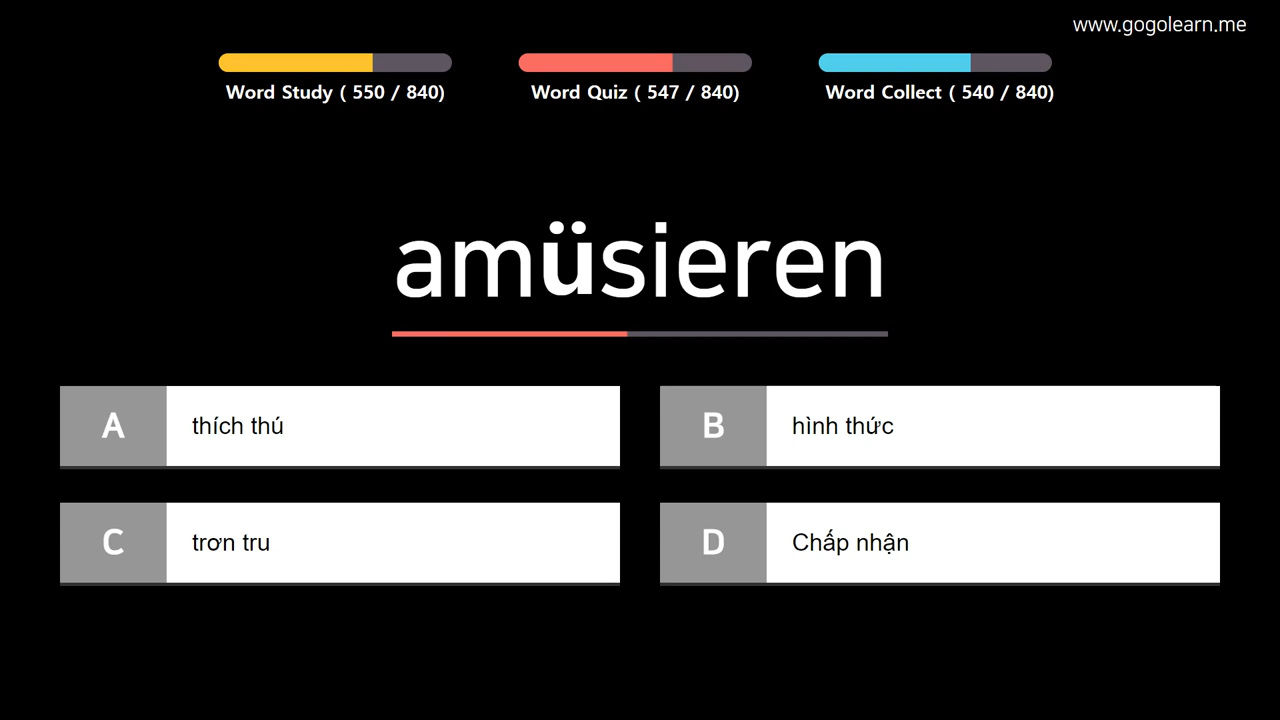 www.gogolearn.me
Word Study ( 550 / 840)
Word Quiz ( 547 / 840)
Word Collect ( 540 / 840)
amüsieren
A
thích thú
B
hình thức
C
trơn tru
D
Chấp nhận